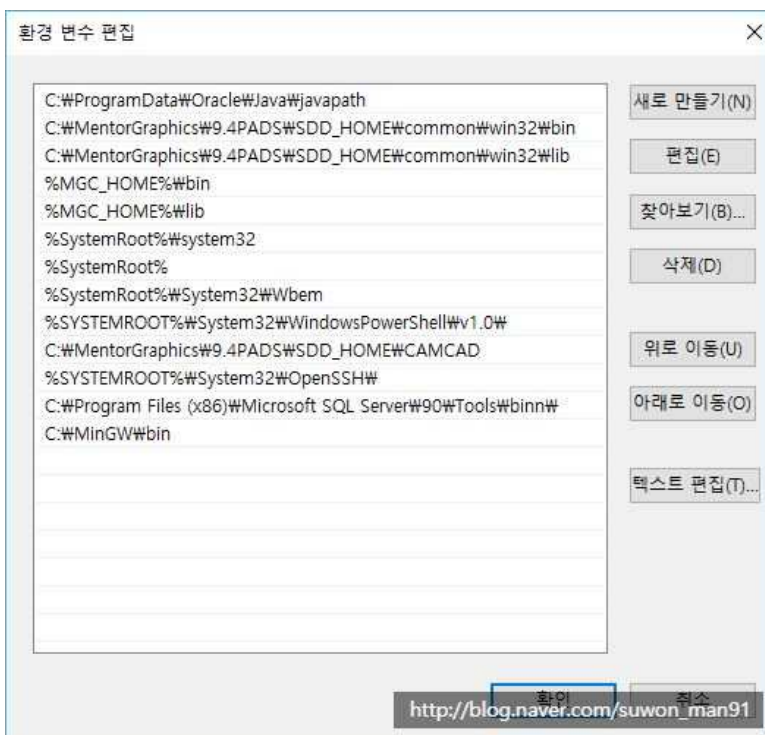 환경 변수 편집
C:₩ProgramData₩Oracle₩Java₩javapath
C:₩MentorGraphics₩9.4PADS₩SDD_HOME₩common₩win32₩bin
C:₩MentorGraphics₩9.4PADS₩SDD_HOME₩common₩win32₩lib
%MGC_HOME%₩bin
%MGC_HOME%₩lib
%SystemRoot%₩system32
%SystemRoot%
%SystemRoot%₩System32₩Wbem
%SYSTEMROOT%₩System32₩WindowsPowerShell₩v1.0₩
C:₩MentorGraphics₩9.4PADS₩SDD_HOME₩CAMCAD
%SYSTEMROOT%₩System32₩OpenSSH₩
C:₩Program Files (x86)₩Microsoft SQL Server₩90₩Tools₩binn₩
C:₩MinGW₩bin
새로 만들기(N)
편집(E)
찾아보기(B)...
삭제(D)
위로 이동(U)
아래로 이동(O)
텍스트 편집(T)...
확인
취소
http://blog.naver.com/suwon_man91